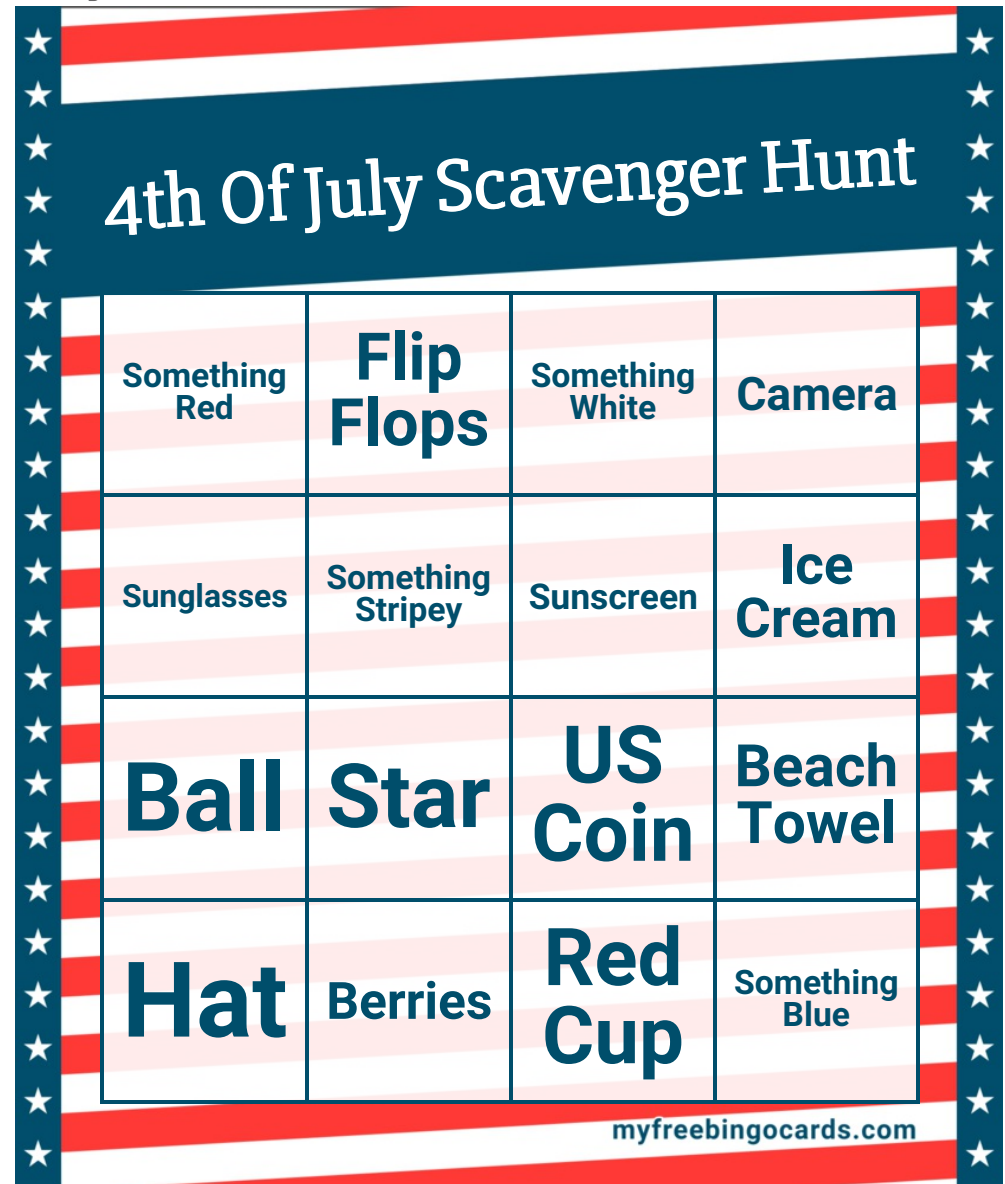 4th Of July Scavenger Hunt
Something
Red
Flip
Flops
Something
White
Camera
Sunglasses
Something
Stripey
Sunscreen
Ice
Cream
Ball
Star
US
Coin
Beach
Towel
Hat
Berries
Red
Cup
Something
Blue
myfreebingocards.com